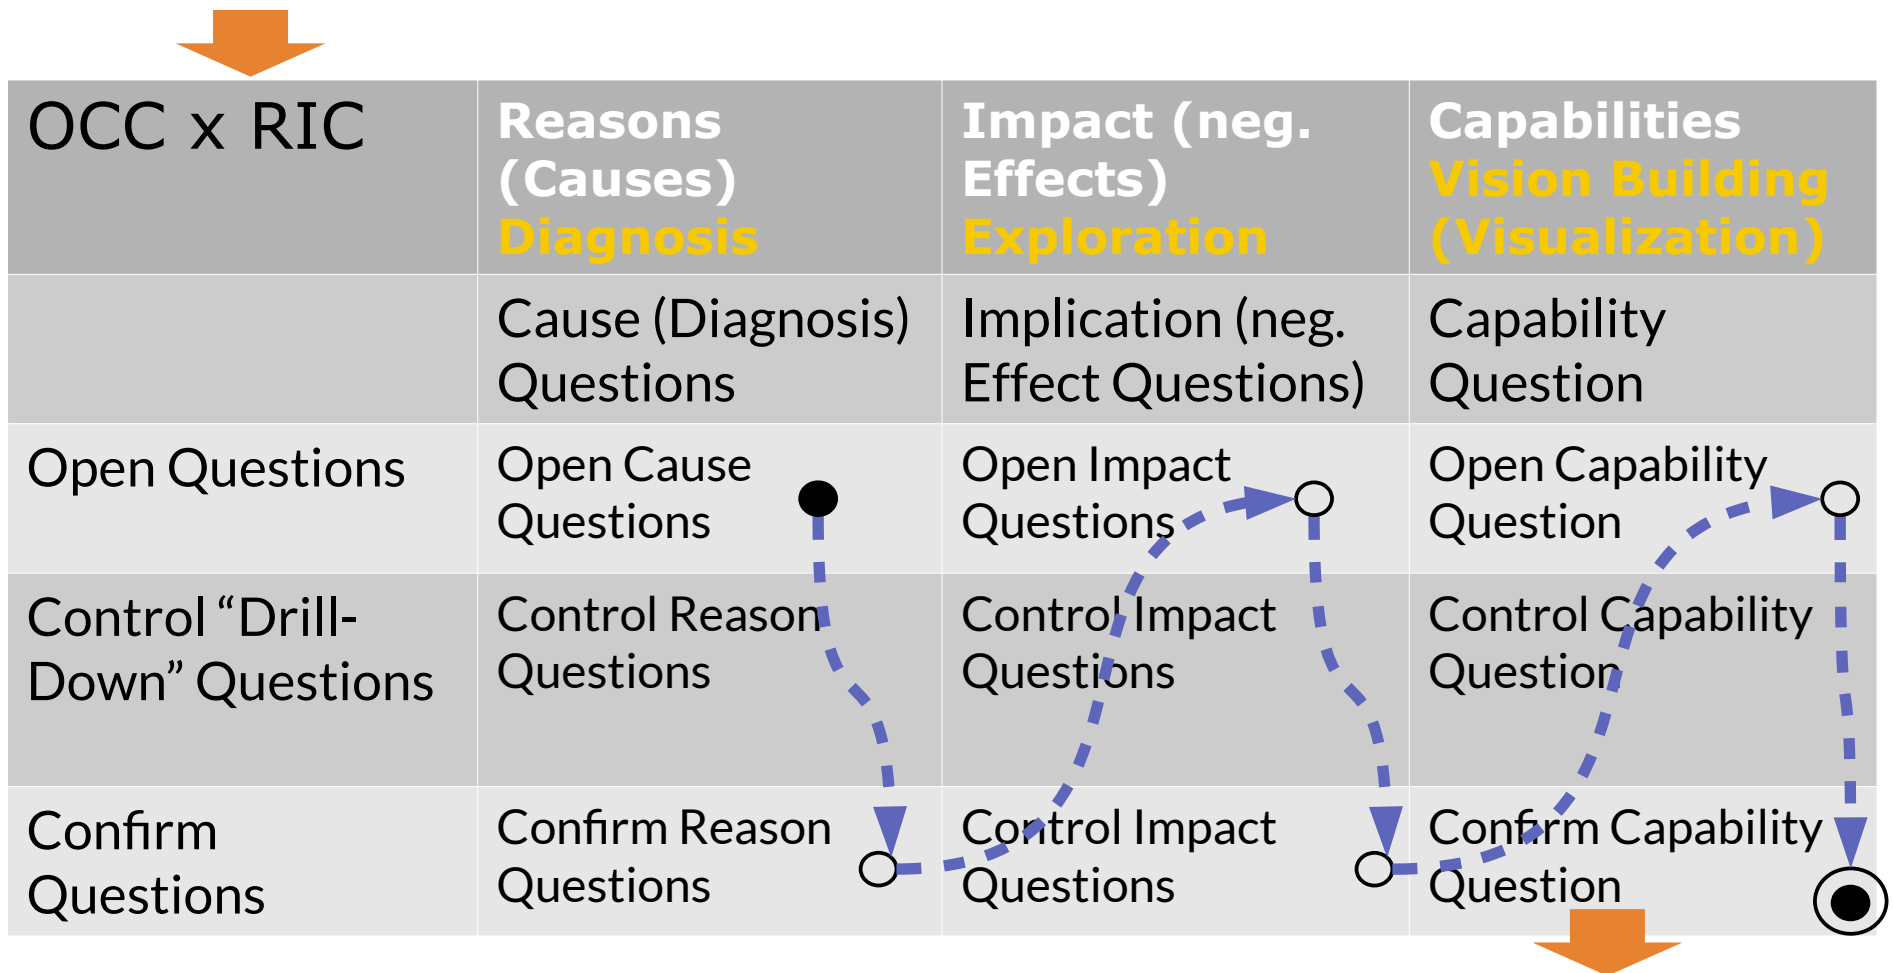 OCC x RIC
Reasons
(Causes)
Diagnosis
Impact (neg.
Effects)
Exploration
Capabilities
Vision Building
(Visualization)
Cause (Diagnosis)
Questions
Implication (neg.
Effect Questions)
Capability
Question
Open Questions
Open Cause
Questions
Open Impact
Questions
Open Capability
Question
Control “Drill-
Down” Questions
Control Reason
Questions
Control Impact
Questions
Control Capability
Question
Confirm
Questions
Confirm Reason
Questions
Control Impact
Questions
Confirm Capability
Question